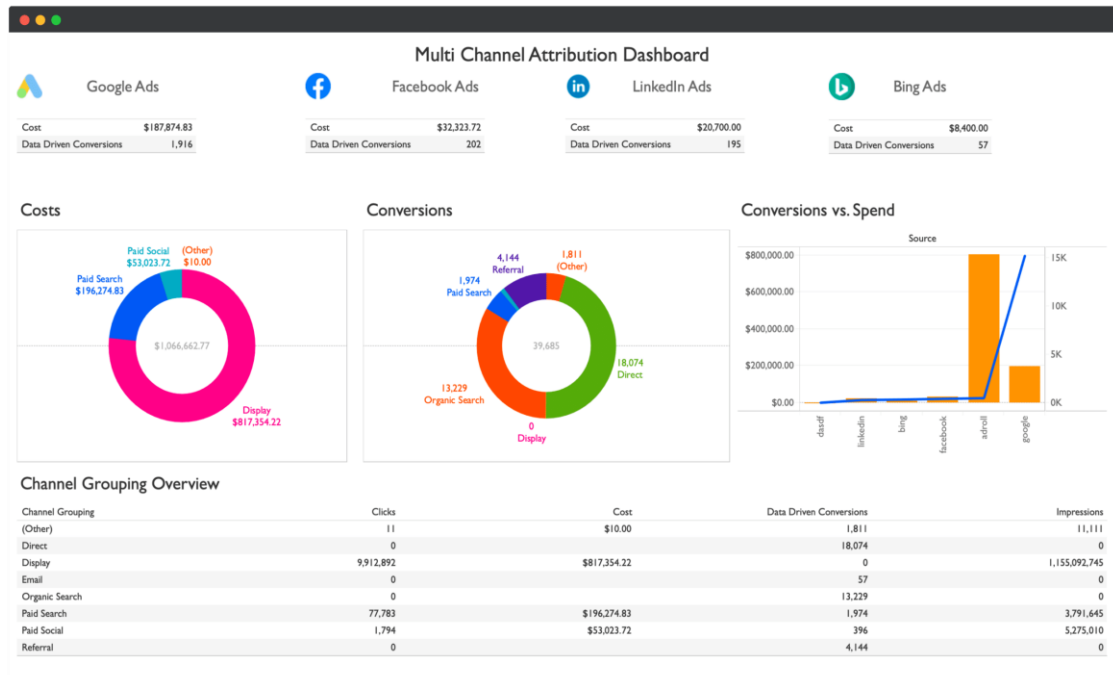 Multi Channel Attribution Dashboard
Google Ads
Cost $187,874.83
Data Driven Conversions 1,916
Facebook Ads
Cost $32,323.72
Data Driven Conversions 202
in
LinkedIn Ads
Cost $20,700.00
Data Driven Conversions 195
Bing Ads
Cost $8,400.00
Data Driven Conversions 57
Costs
Paid Social
$53,023.72
(Other)
$10.00
Paid Search
$196,274.83
$1,066,662.77
Display
$817,354.22
Conversions
1,811
(Other)
4,144
Referral
1,974
Paid Search
39,685
18,074
Direct
13,229
Organic Search
0
Display
Conversions vs. Spend
Source
$800,000.00
$600,000.00
$400,000.00
$200,000.00
$0.00
15K
10K
5K
0K
dasdf
linkedin
bing
facebook
adroll
google
Channel Grouping Overview
Channel Grouping Clicks Cost Data Driven Conversions Impressions
(Other) 11 $10.00 1,811 11,111
Direct 0 18,074 0
Display 9,912,892 $817,354.22 0 1,155,092,745
Email 0 57 0
Organic Search 0 13,229 0
Paid Search 77,783 $196,274.83 1,974 3,791,645
Paid Social 1,794 $53,023.72 396 5,275,010
Referral 0 4,144 0